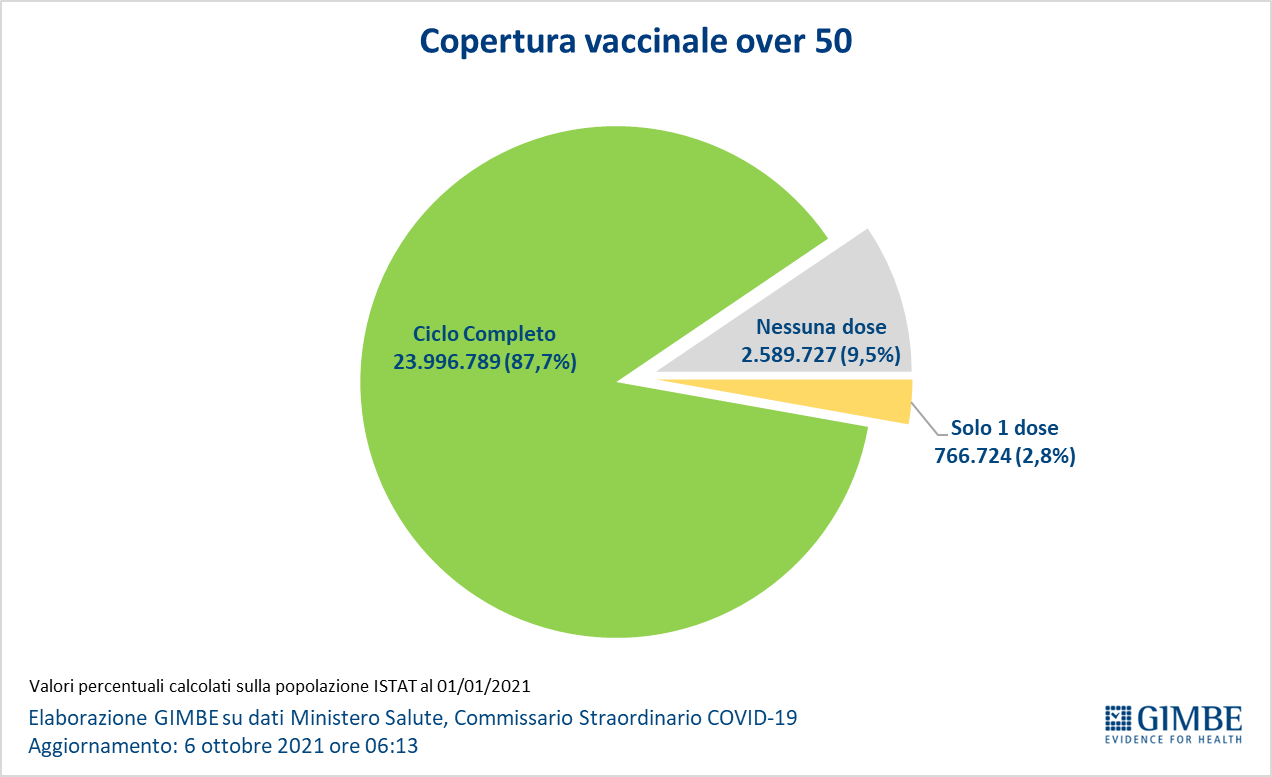 Copertura vaccinale over 50
Ciclo Completo
23.996.789 (87,7%)
Nessuna dose
2.589.727 (9,5%)
Solo 1 dose
766.724 (2,8%)
Valori percentuali calcolati sulla popolazione ISTAT al 01/01/2021
Elaborazione GIMBE su dati Ministero Salute, Commissario Straordinario COVID-19
Aggiornamento: 6 ottobre 2021 ore 06:13
GIMBE
EVIDENCE FOR HEALTH